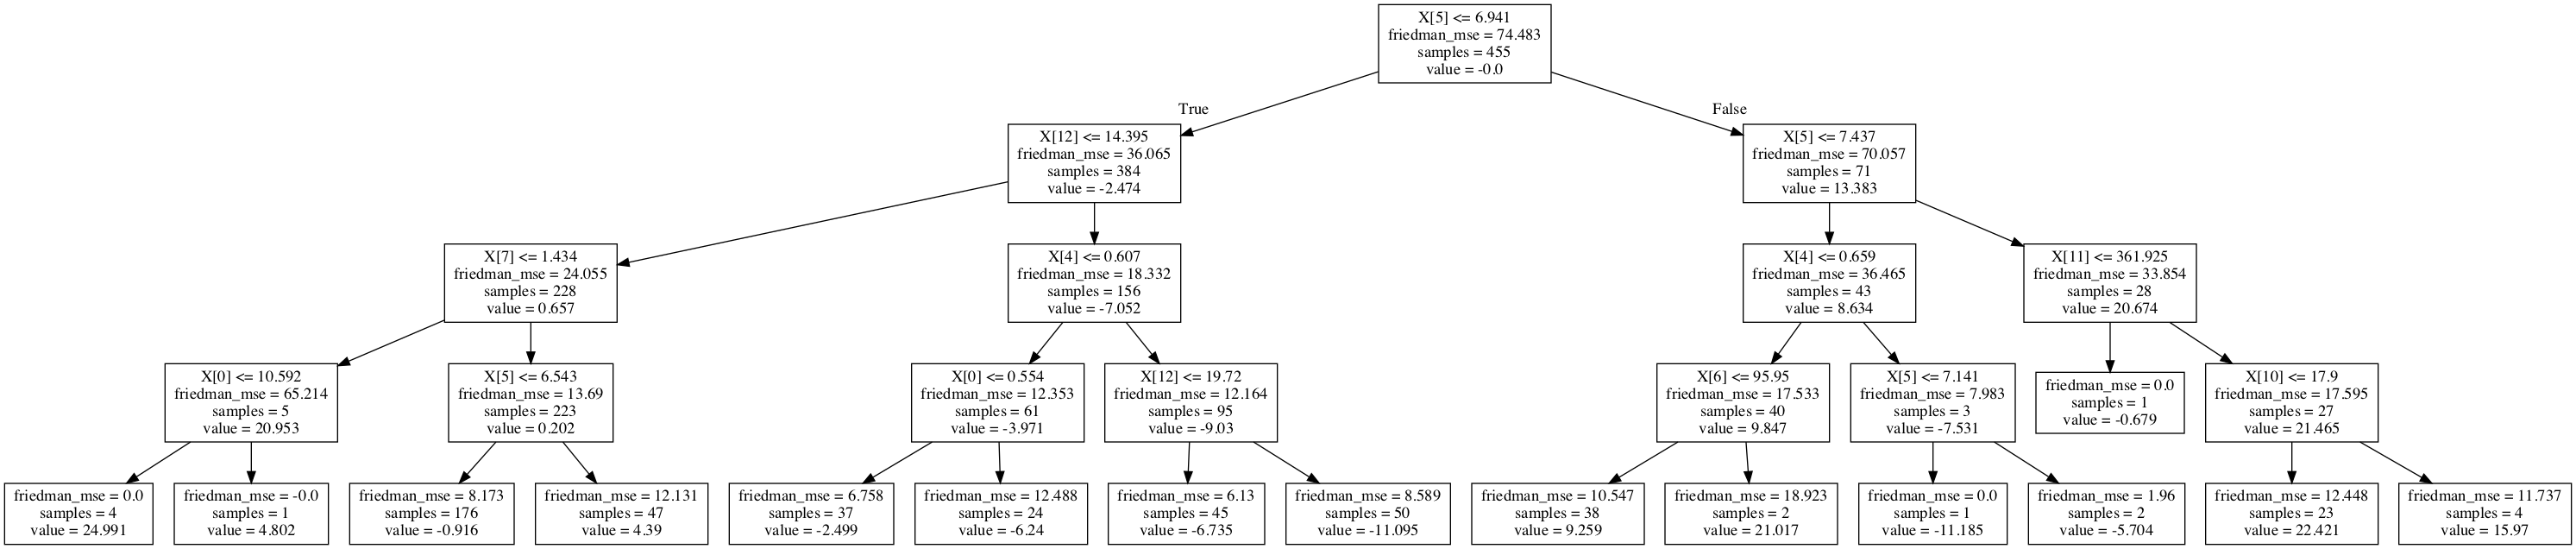 X[5] <= 6.941
friedman_mse = 74.483
samples = 455
value = -0.0
True
False
X[12] <= 14.395
friedman_mse = 36.065
samples = 384
value = -2.474
X[5] <= 7.437
friedman_mse = 70.057
samples = 71
value = 13.383
X[7] <= 1.434
friedman_mse = 24.055
samples = 228
value = 0.657
X[4] <= 0.607
friedman_mse = 18.332
samples = 156
value = -7.052
X[4] <= 0.659
friedman_mse = 36.465
samples = 43
value = 8.634
X[11] <= 361.925
friedman_mse = 33.854
samples = 28
value = 20.674
X[0] <= 10.592
friedman_mse = 65.214
samples = 5
value = 20.953
X[5] <= 6.543
friedman_mse = 13.69
samples = 223
value = 0.202
X[0] <= 0.554
friedman_mse = 12.353
samples = 61
value = -3.971
X[12] <= 19.72
friedman_mse = 12.164
samples = 95
value = -9.03
X[6] <= 95.95
friedman_mse = 17.533
samples = 40
value = 9.847
X[5] <= 7.141
friedman_mse = 7.983
samples = 3
value = -7.531
friedman_mse = 0.0
samples = 1
value = -0.679
X[10] <= 17.9
friedman_mse = 17.595
samples = 27
value = 21.465
friedman_mse = 0.0
samples = 4
value = 24.991
friedman_mse = -0.0
samples = 1
value = 4.802
friedman_mse = 8.173
samples = 176
value = -0.916
friedman_mse = 12.131
samples = 47
value = 4.39
friedman_mse = 6.758
samples = 37
value = -2.499
friedman_mse = 12.488
samples = 24
value = -6.24
friedman_mse = 6.13
samples = 45
value = -6.735
friedman_mse = 8.589
samples = 50
value = -11.095
friedman_mse = 10.547
samples = 38
value = 9.259
friedman_mse = 18.923
samples = 2
value = 21.017
friedman_mse = 0.0
samples = 1
value = -11.185
friedman_mse = 1.96
samples = 2
value = -5.704
friedman_mse = 12.448
samples = 23
value = 22.421
friedman_mse = 11.737
samples = 4
value = 15.97